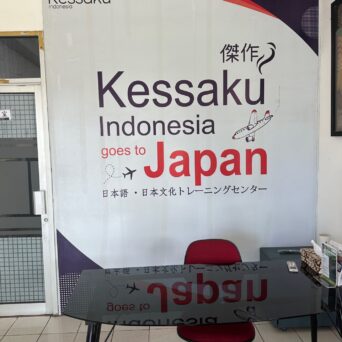 Kessaku
Indonesia
傑作
Kessaku
Indonesia
goes to Japan
日本語・日本文化トレーニングセンター